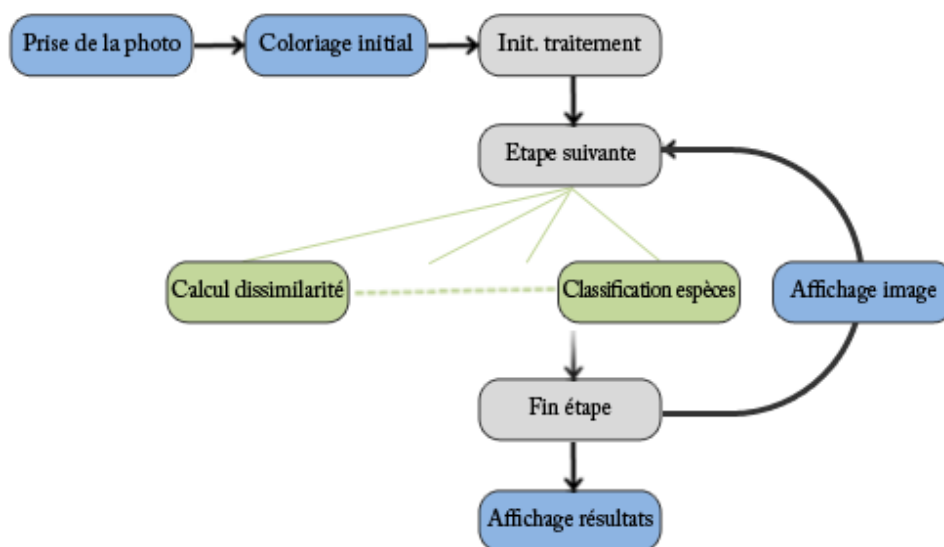 Prise de la photo
Coloriage initial
Init. traitement
Etape suivante
Calcul dissimilarité
Classification espèces
Affichage image
Fin étape
Affichage résultats